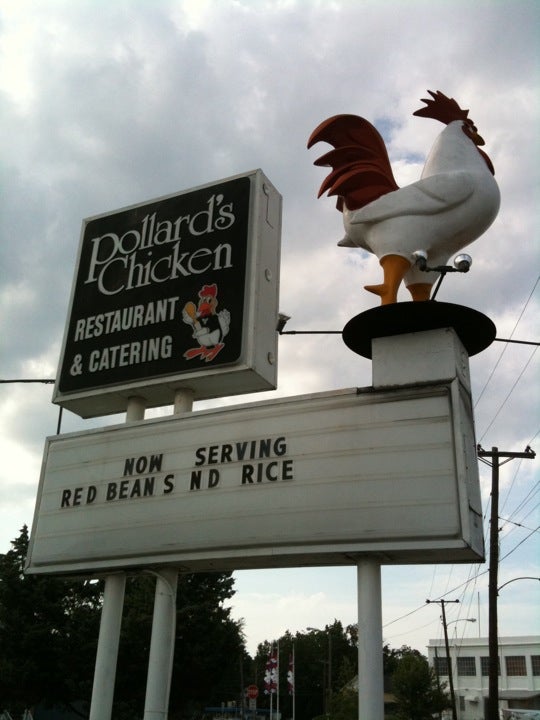 Pollard's
Chicken
RESTAURANT
& CATERING
NOW SERVING
RED BEANS ND RICE